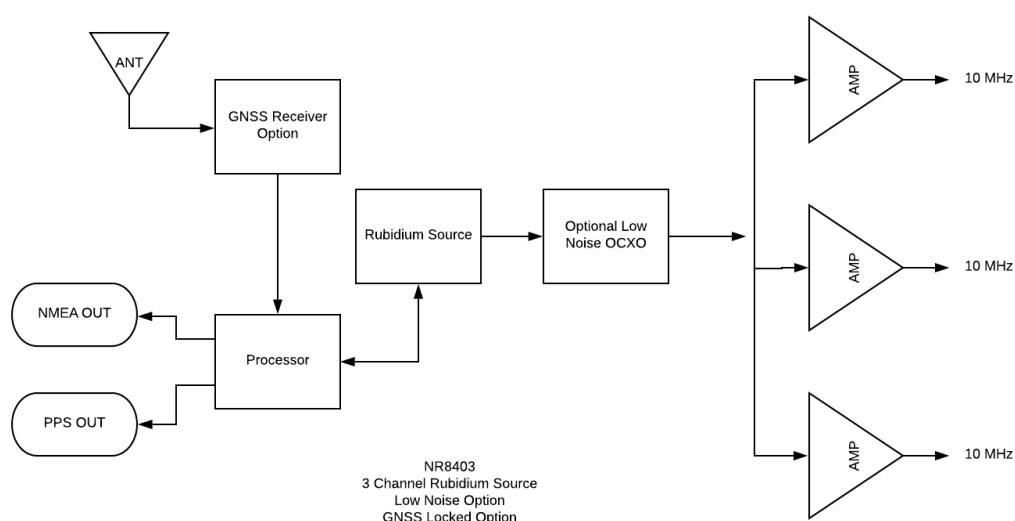 ANT
GNSS Receiver
Option
Rubidium Source
Optional Low
Noise OCXO
AMP
10 MHz
AMP
10 MHz
AMP
10 MHz
NMEA OUT
Processor
PPS OUT
NR8403
3 Channel Rubidium Source
Low Noise Option
GNSS Locked Option